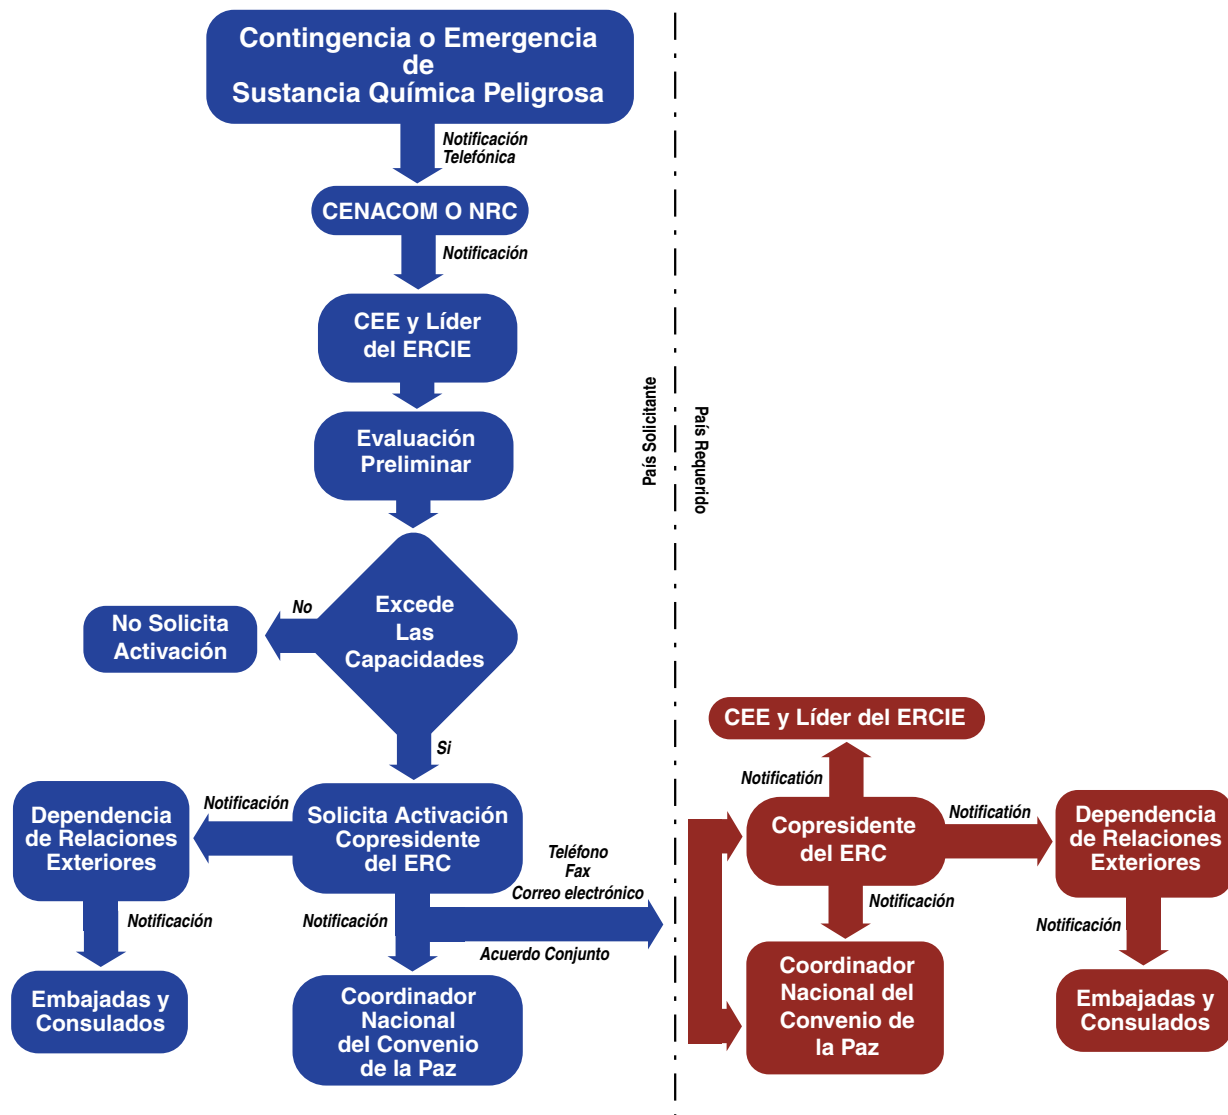 Contingencia o Emergencia
de
Sustancia Química Peligrosa
Notificación
Telefónica
CENACOM O NRC
Notificación
CEE y Líder
del ERCIE
Evaluación
Preliminar
Excede
Las
Capacidades
No
No Solicita
Activación
Si
Solicita Activación
Copresidente
del ERC
Notificación
Dependencia
de Relaciones
Exteriores
Notificación
Embajadas y
Consulados
Notificación
Coordinador
Nacional
del Convenio
de la Paz
Teléfono
Fax
Correo electrónico
Acuerdo Conjunto
País Solicitante
País Requerido
CEE y Líder del ERCIE
Notificatión
Copresidente
del ERC
Notificatión
Dependencia
de Relaciones
Exteriores
Notificación
Coordinador
Nacional del
Convenio de
la Paz
Notificación
Embajadas y
Consulados